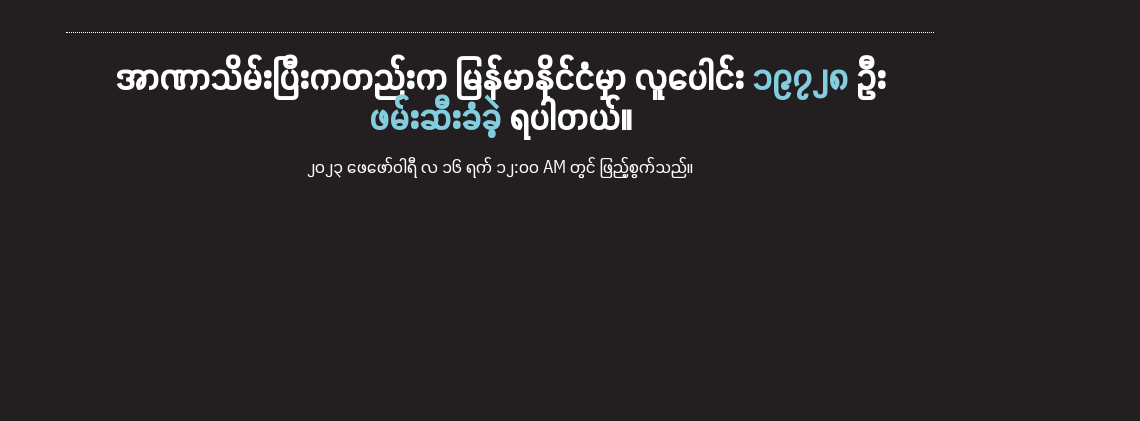 အာဏာသိမ်းပြီးကတည်းက မြန်မာနိုင်ငံမှာ လူပေါင်း ၁၉၇၂၈ ဦး
ဖမ်းဆီးခံခဲ့ ရပါတယ်။
၂၀၂၃ ဖေဖော်ဝါရီ လ ၁၆ ရက် ၁၂:၀၀ AM တွင် ဖြည့်စွက်သည်။